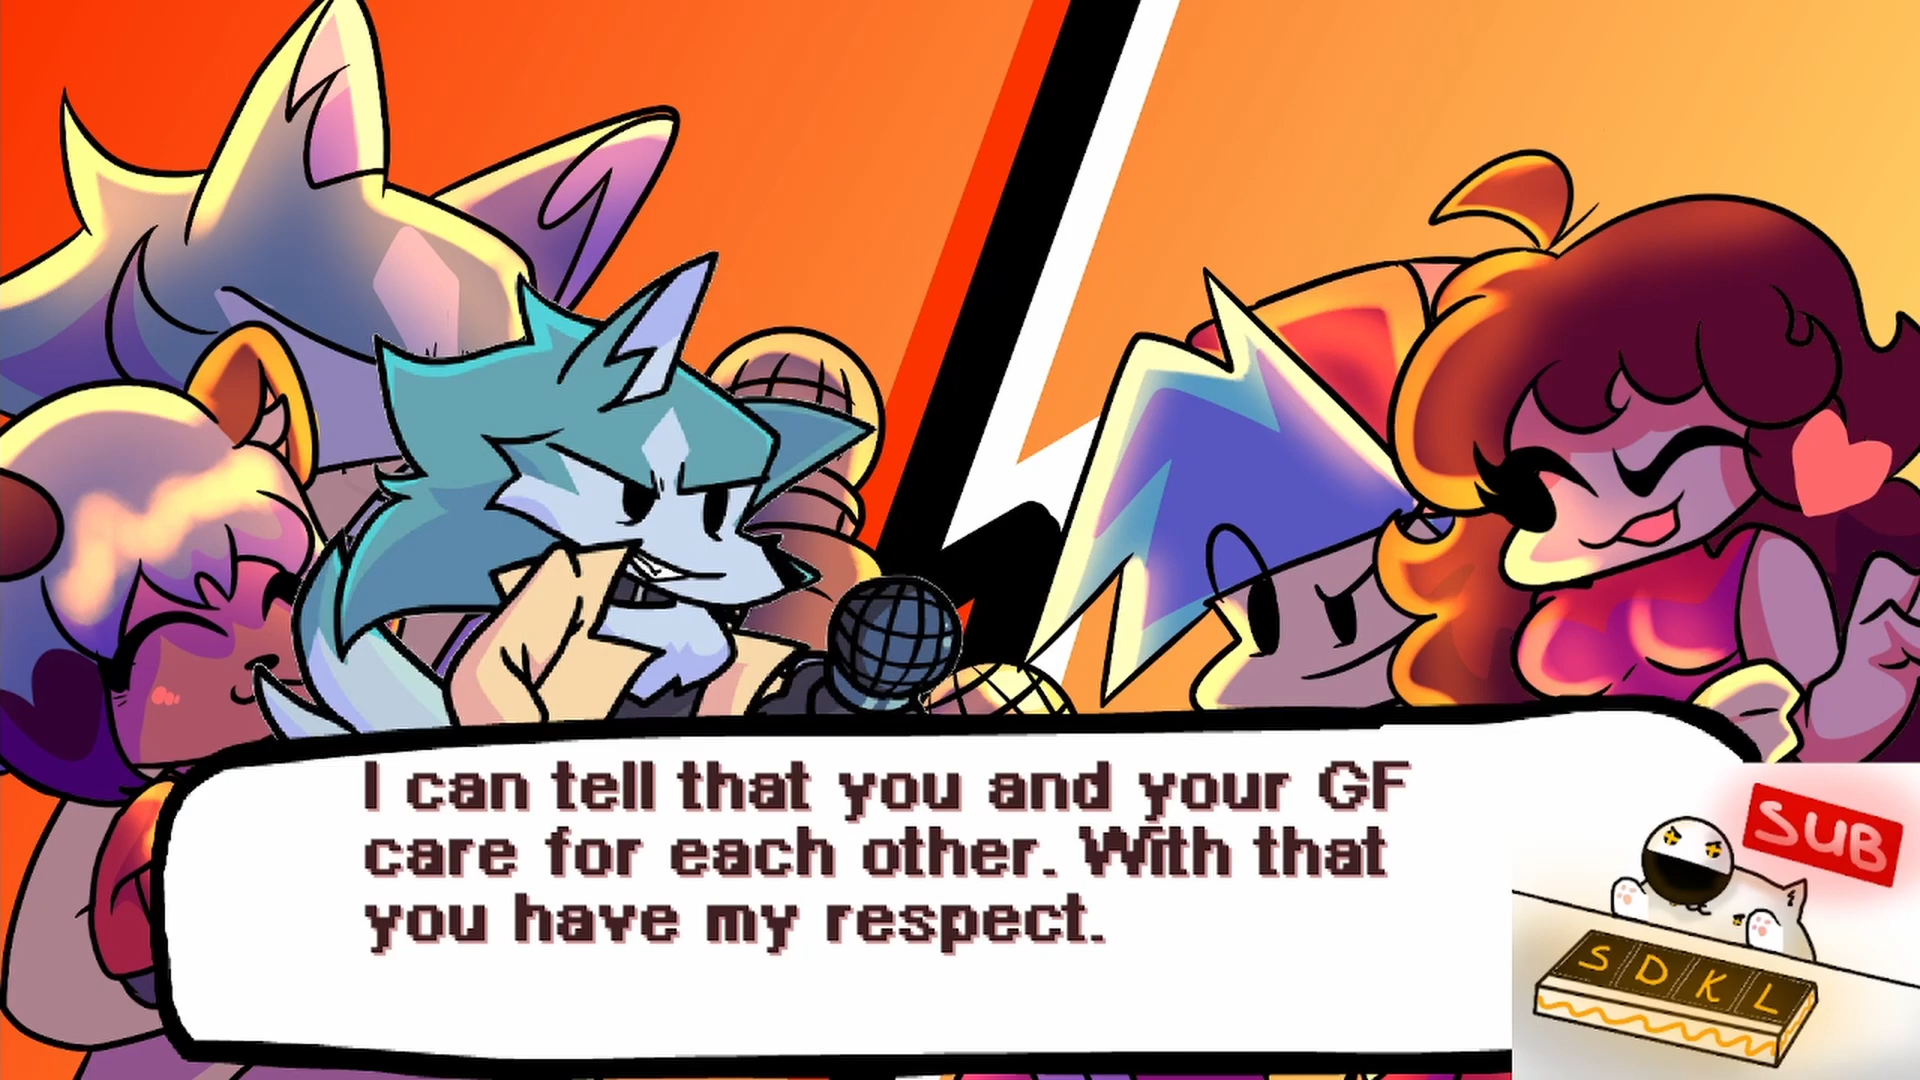 I can tell that you and your GF
care for each other. With that
you have my respect.
SUB
S D K L